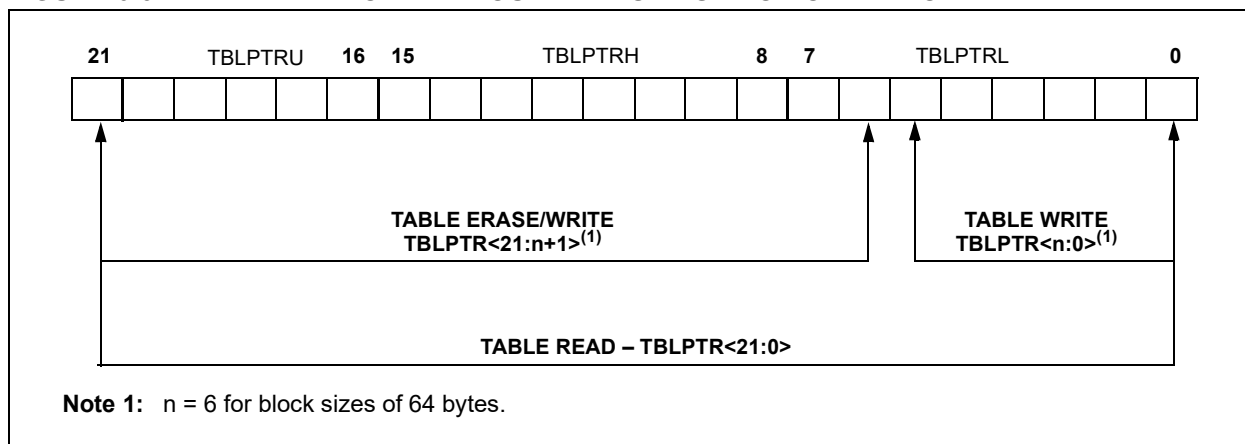 21 TBLPTRU 16 15 TBLPTRH 8 7 TBLPTRL 0
TABLE ERASE/WRITE
TBLPTR<21:n+1>(1)
TABLE WRITE
TBLPTR<n:0>(1)
TABLE READ – TBLPTR<21:0>
Note 1: n = 6 for block sizes of 64 bytes.